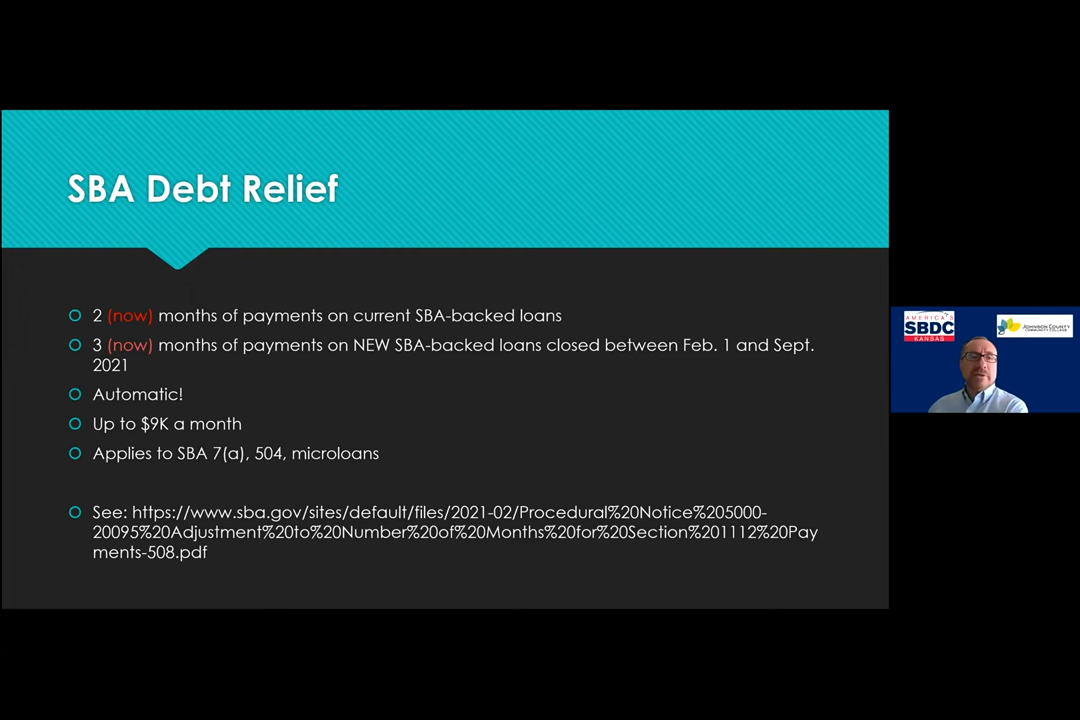 SBA Debt Relief
2 (now) months of payments on current SBA-backed loans
3 (now) months of payments on NEW SBA-backed loans closed between Feb. 1 and Sept.
2021
Automatic!
Up to $9K a month
Applies to SBA 7(a), 504, microloans
See: https://www.sba.gov/sites/default/files/2021-02/Procedural%20Notice%205000-
20095%20Adjustment%20to%20Number%20of%20Months%20for%20Section%201112%20Pay
ments-508.pdf
AMERICA'S
SBDC
KANSAS
JOHNSON COUNTY
COMMUNITY COLLEGE